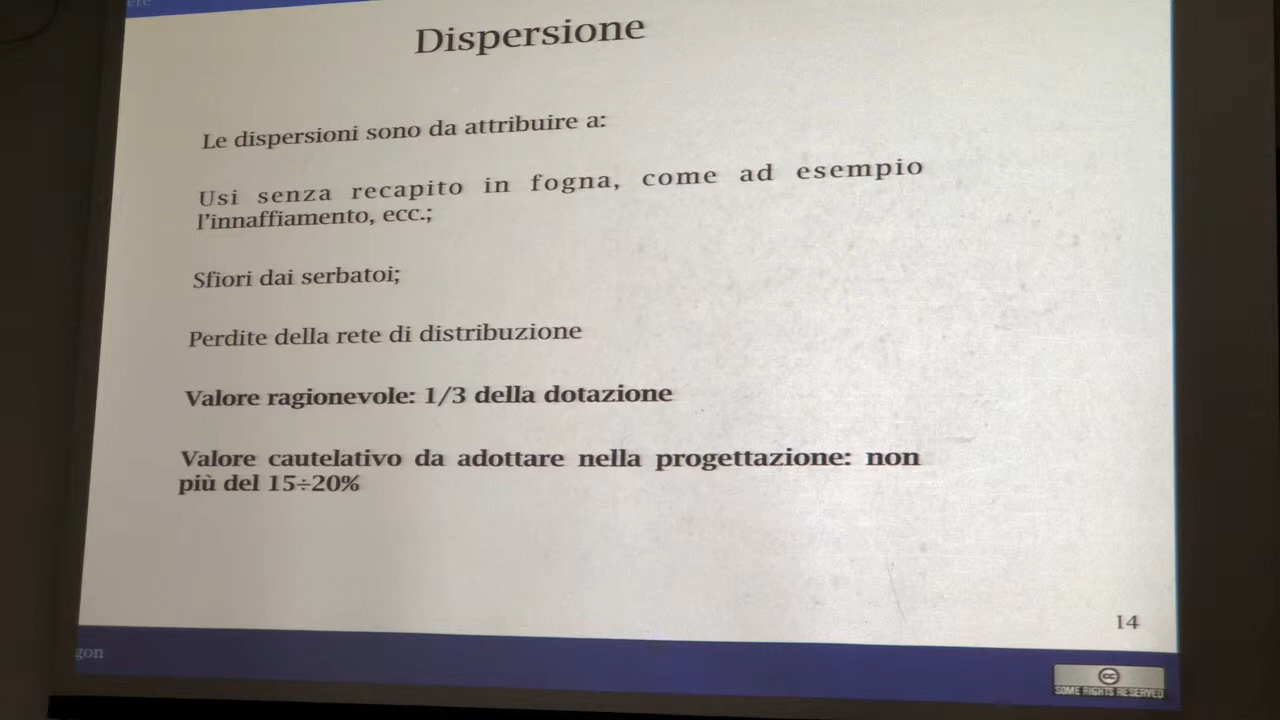 Dispersione
Le dispersioni sono da attribuire a:
Usi senza recapito in fogna, come ad esempio
l'innaffiamento, ecc.;
Sfiori dai serbatoi;
Perdite della rete di distribuzione
Valore ragionevole: 1/3 della dotazione
Valore cautelativo da adottare nella progettazione: non
più del 15÷20%
14
gon
cc
SOME RIGHTS RESERVED